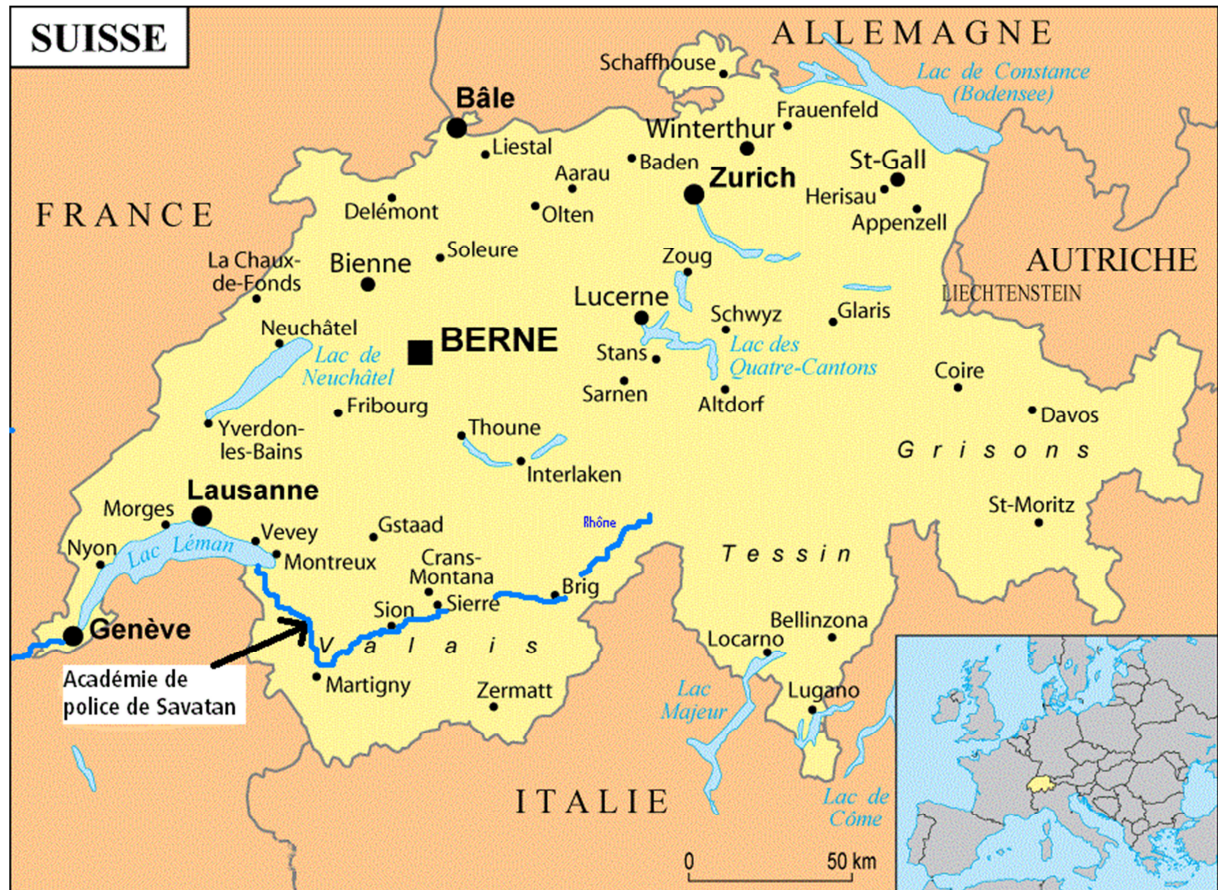 SUISSE
ALLEMAGNE
Schaffhouse
Lac de Constance
(Bodensee)
Bâle
Frauenfeld
Winterthur
Liestal
Baden
St-Gall
Aarau
Zurich
Herisau
Delémont
Olten
Appenzell
FRANCE
Soleure
La Chaux-
de-Fonds
Bienne
Zoug
AUTRICHE
LIECHTENSTEIN
Lucerne
Schwyz
Glaris
Neuchâtel
BERNE
Lac de
Neuchâtel
Stans
Lac des
Quatre-Cantons
Sarnen
Altdorf
Coire
Davos
Fribourg
Yverdon-
les-Bains
Thoune
Interlaken
Grisons
Lausanne
Morges
St-Moritz
Vevey
Gstaad
Rhône
Nyon
Lac Léman
Montreux
Crans-
Montana
Tessin
Brig
Sion
Sierre
Genève
Valais
Bellinzona
Locarno
Académie de
police de Savatan
Martigny
Zermatt
Lac
Majeur
Lugano
ITALIE
Lac de
Côme
0 50 km